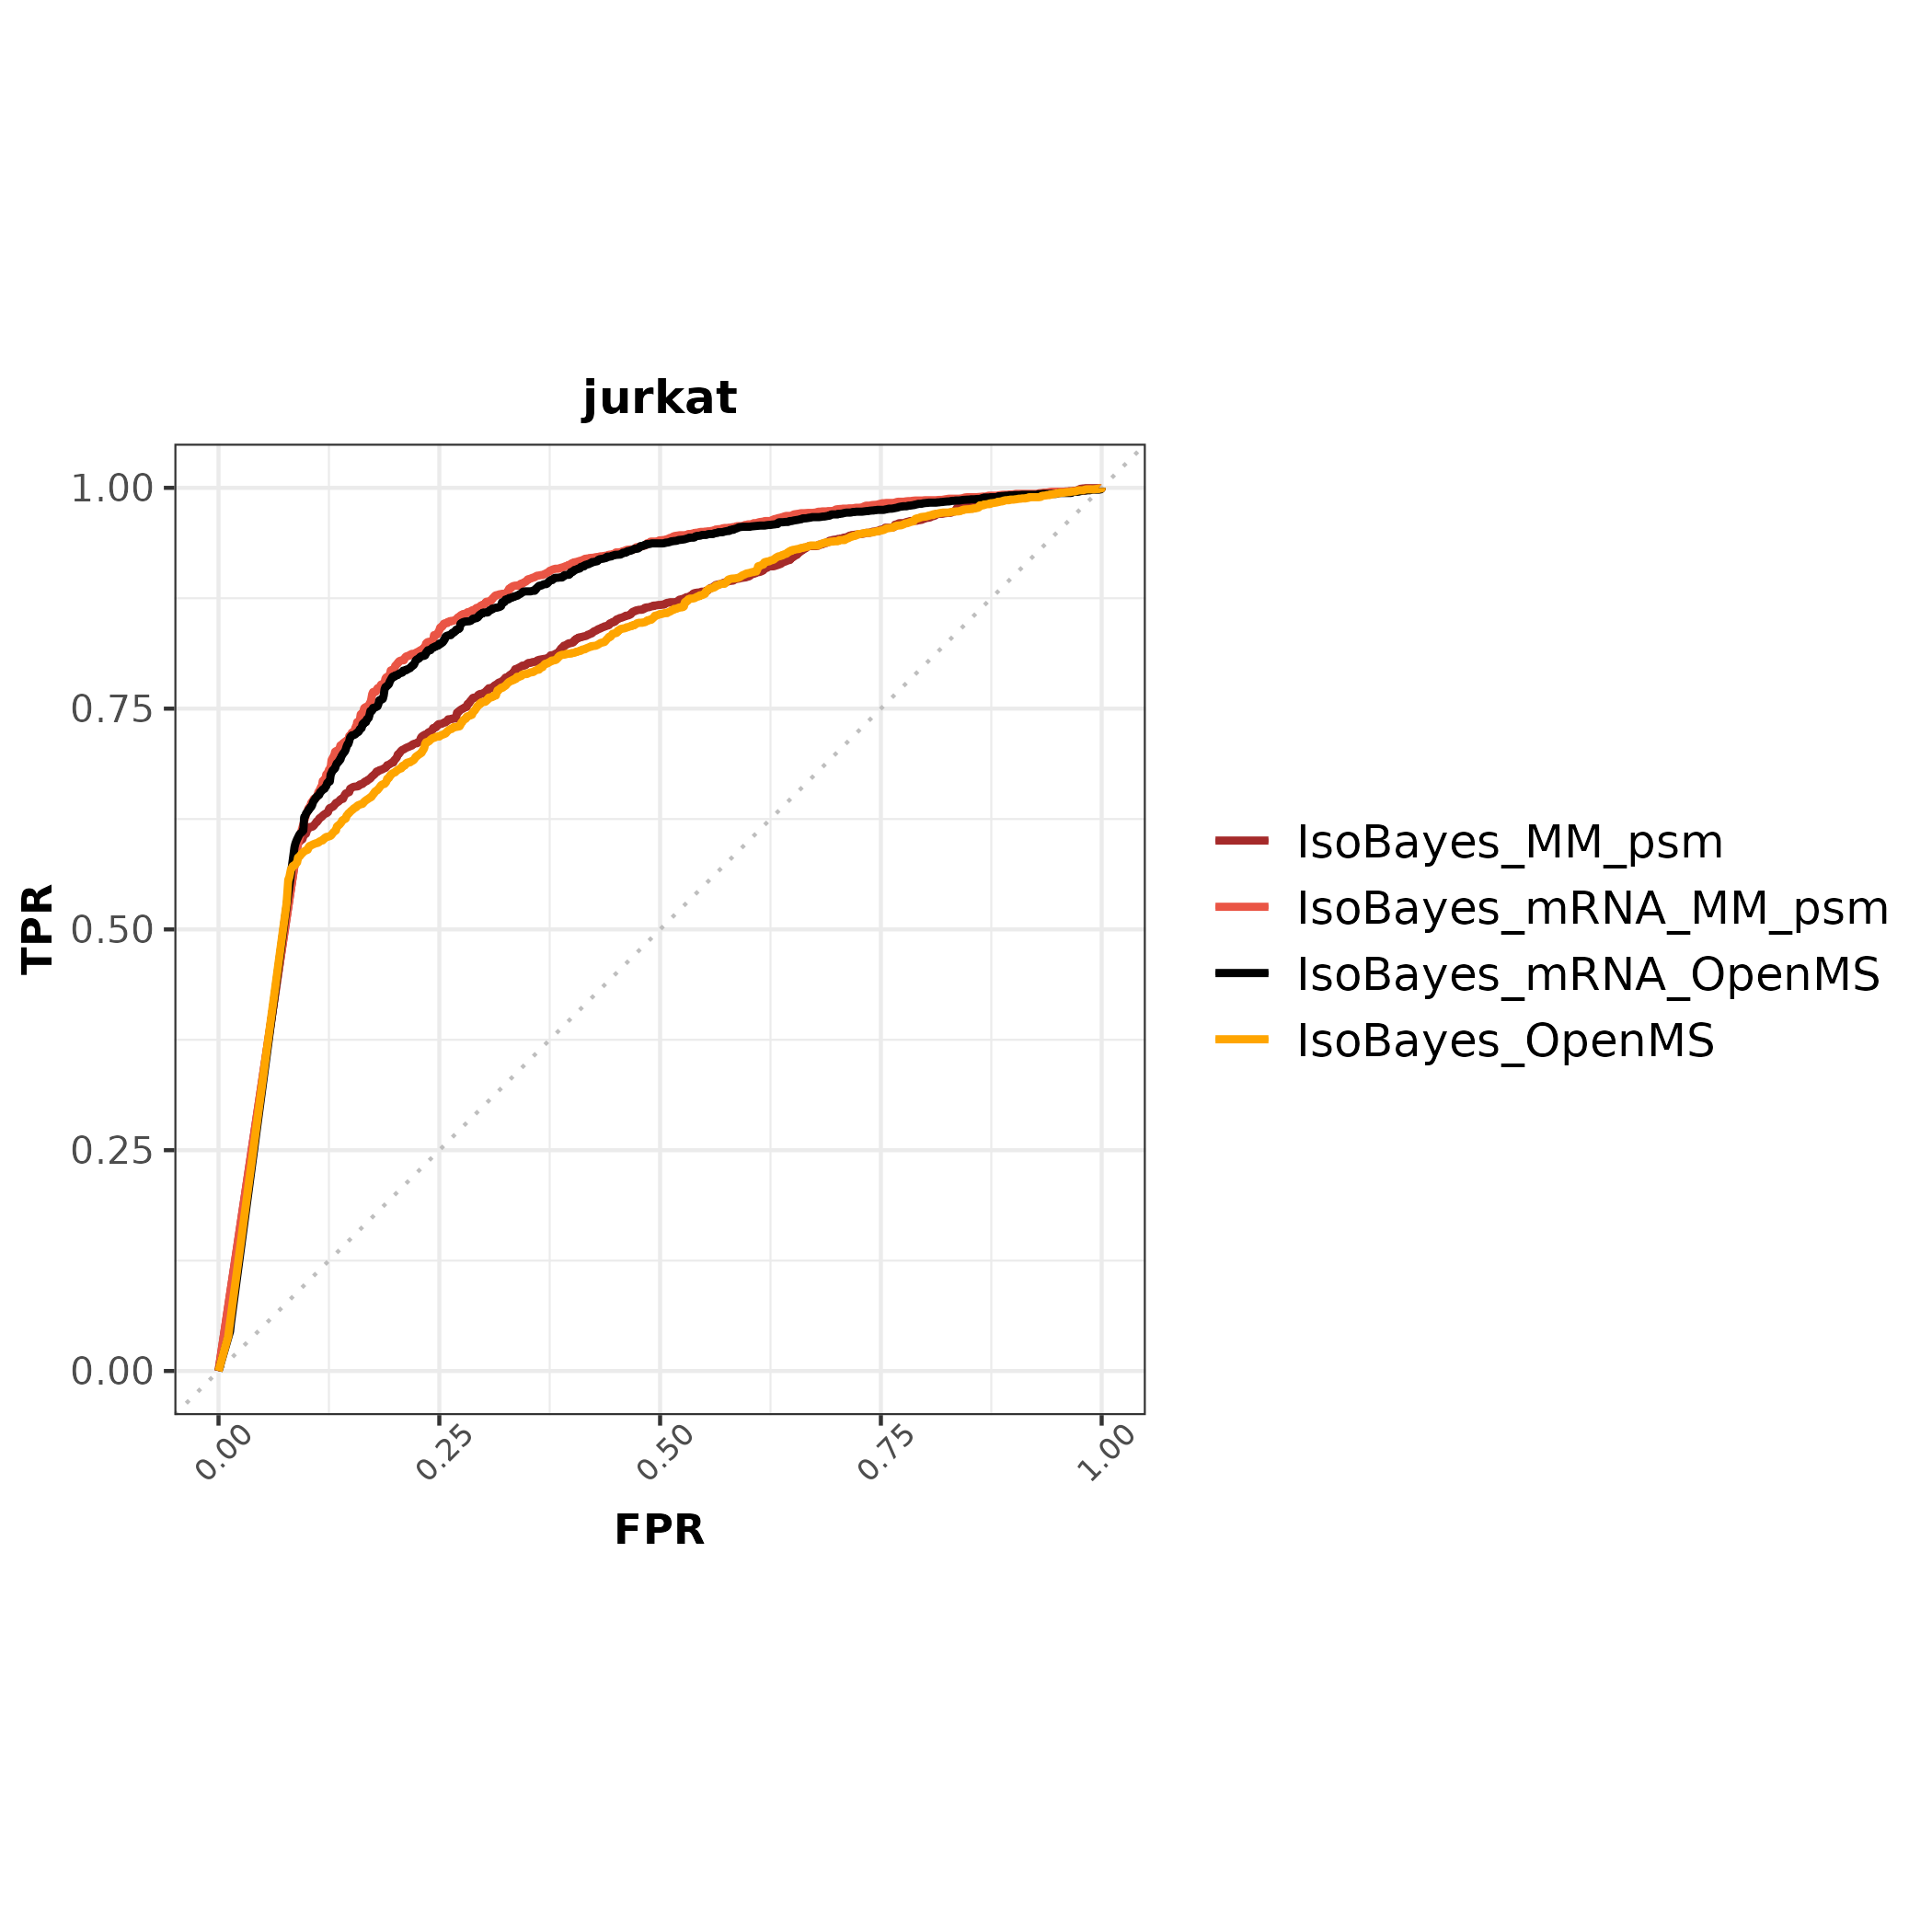 jurkat
1.00
0.75
0.50
0.25
0.00
TPR
0.00
0.25
0.50
0.75
1.00
FPR
IsoBayes_MM_psm
IsoBayes_mRNA_MM_psm
IsoBayes_mRNA_OpenMS
IsoBayes_OpenMS